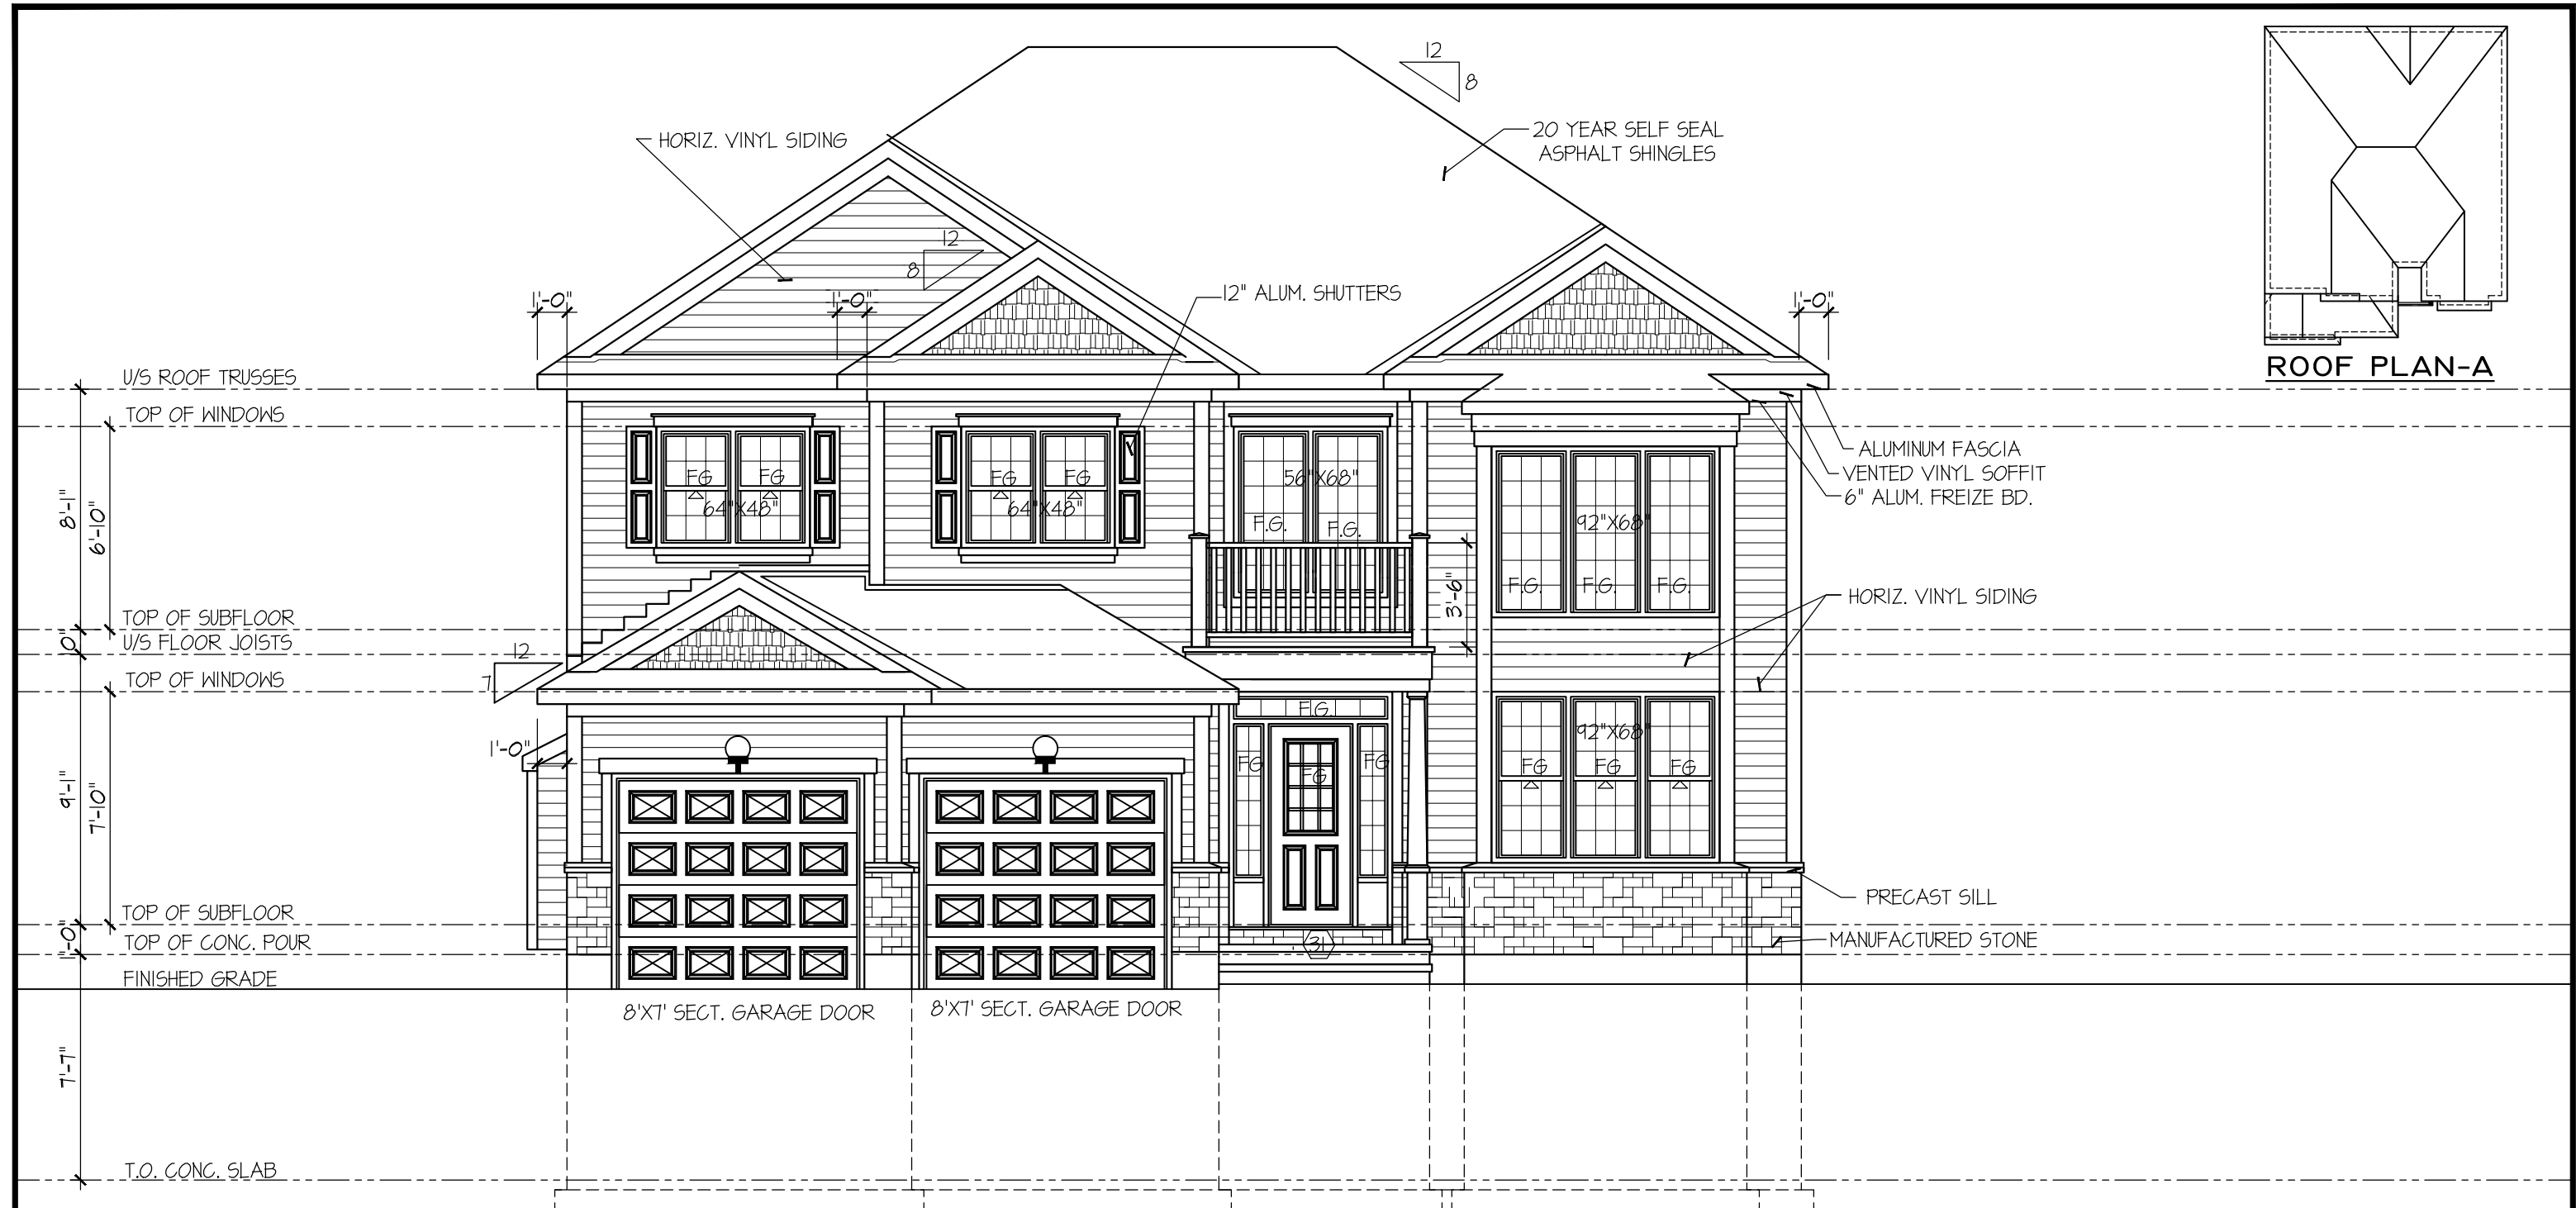 12
8
20 YEAR SELF SEAL
ASPHALT SHINGLES
HORIZ. VINYL SIDING
12
8
1'-0"
1'-0"
12" ALUM. SHUTTERS
1'-0"
ROOF PLAN-A
U/S ROOF TRUSSES
TOP OF WINDOWS
ALUMINUM FASCIA
VENTED VINYL SOFFIT
6" ALUM. FREIZE BD.
FG
FG
64"X48"
FG
FG
64"X48"
56"X68"
F.G.
F.G.
92"X68"
F.G.
F.G.
F.G.
8'-1"
6'-10"
3'-6"
HORIZ. VINYL SIDING
TOP OF SUBFLOOR
10
U/S FLOOR JOISTS
12
7
TOP OF WINDOWS
F.G.
92"X68"
1'-0"
FG
FG
FG
FG
FG
FG
9'-1"
7'-10"
PRECAST SILL
TOP OF SUBFLOOR
1'-0"
TOP OF CONC. POUR
31
MANUFACTURED STONE
FINISHED GRADE
8'X7' SECT. GARAGE DOOR
8'X7' SECT. GARAGE DOOR
7'-7"
T.O. CONC. SLAB